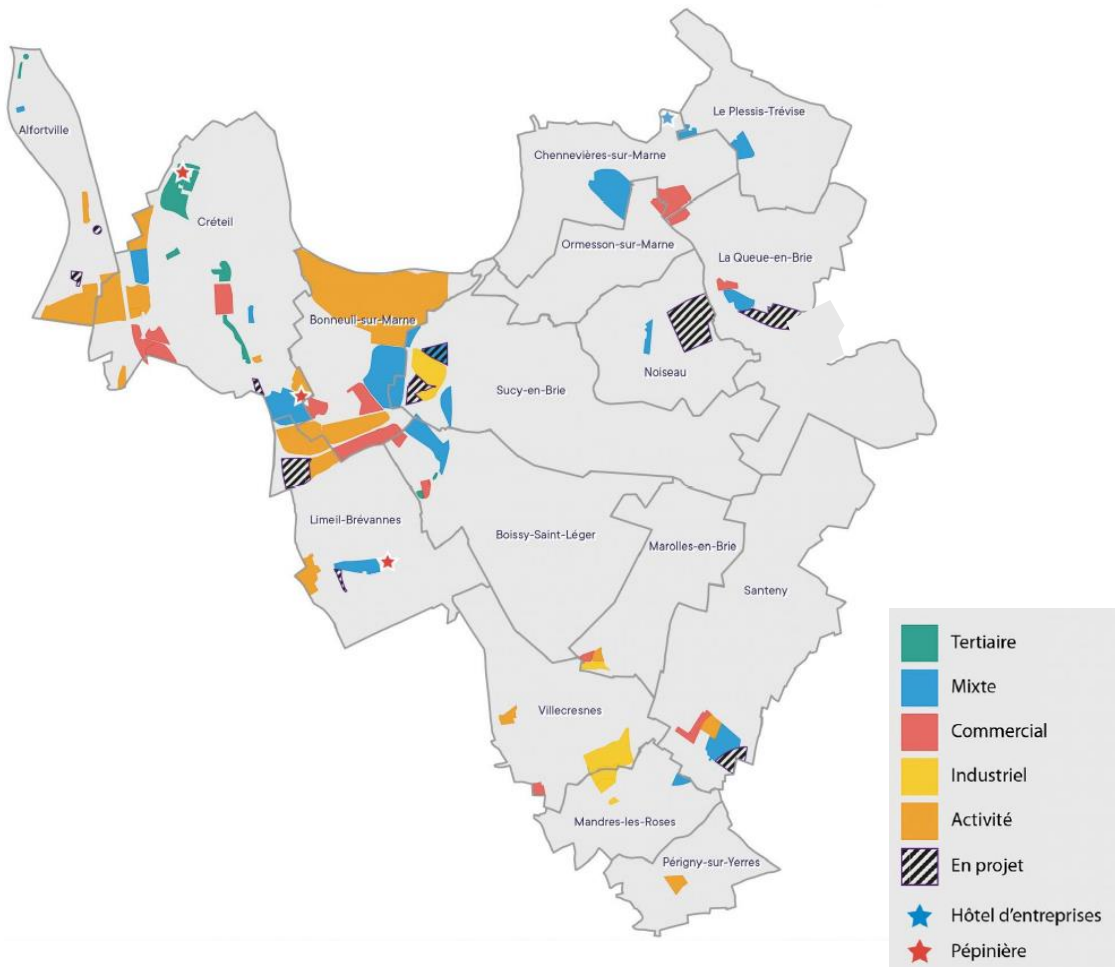 Le Plessis-Trévise
Alfortville
Chennevières-sur-Marne
Créteil
Ormesson-sur-Marne
La Queue-en-Brie
Bonneuil-sur-Marne
Noiseau
Sucy-en-Brie
Limeil-Brévannes
Boissy-Saint-Léger
Marolles-en-Brie
Santeny
Villecresnes
Mandres-les-Roses
Périgny-sur-Yerres
Tertiaire
Mixte
Commercial
Industriel
Activité
En projet
Hôtel d'entreprises
Pépinière